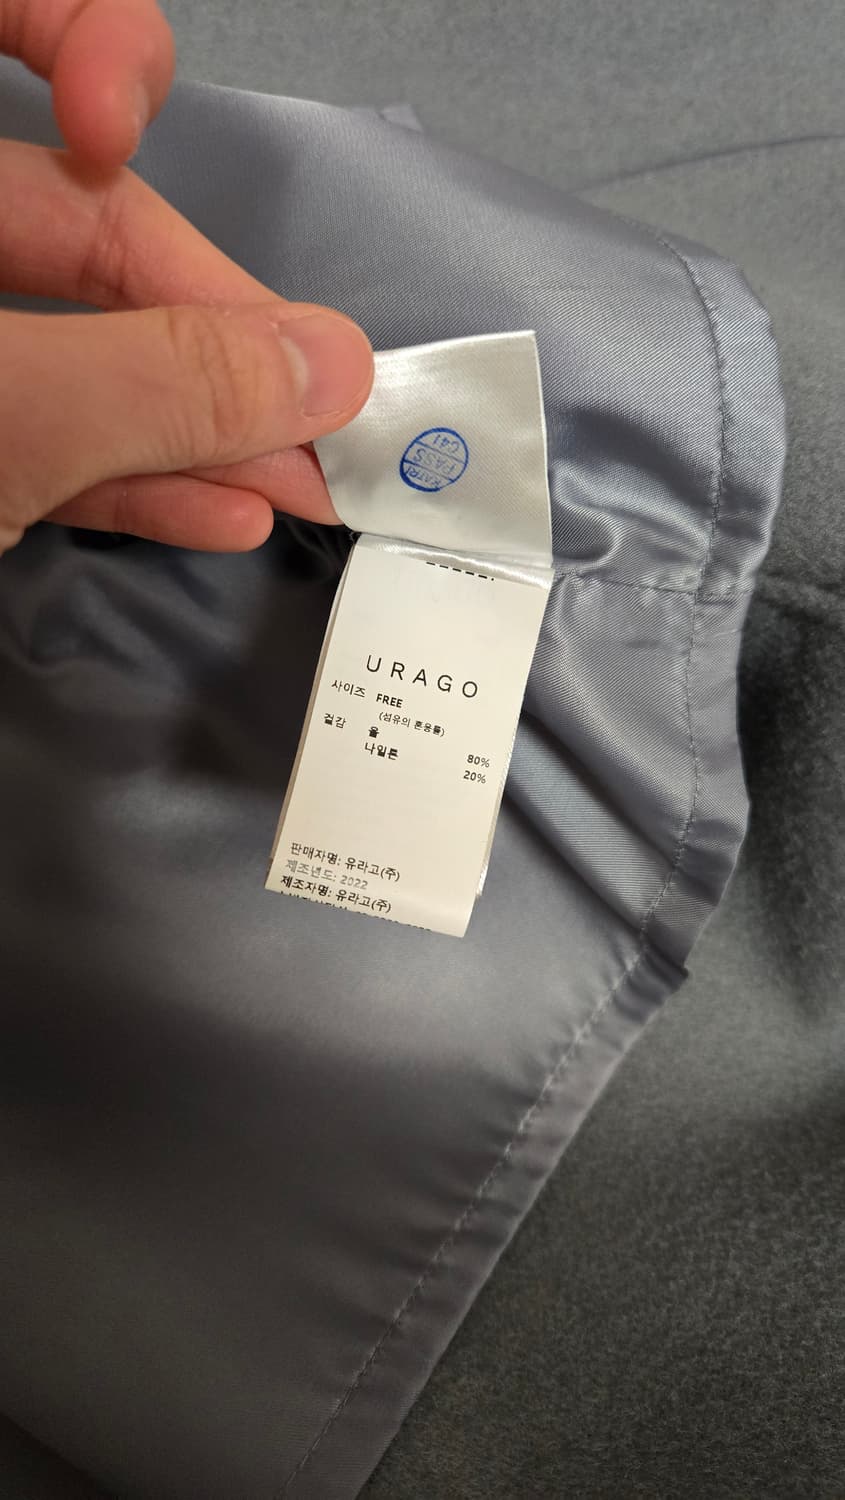 KATRI
PASS
C41
URAGO
사이즈 FREE
(섬유의 혼용률)
겉감 울 80%
나일론 20%
판매자명: 유라고(주)
제조년도: 2022
제조자명: 유라고(주)